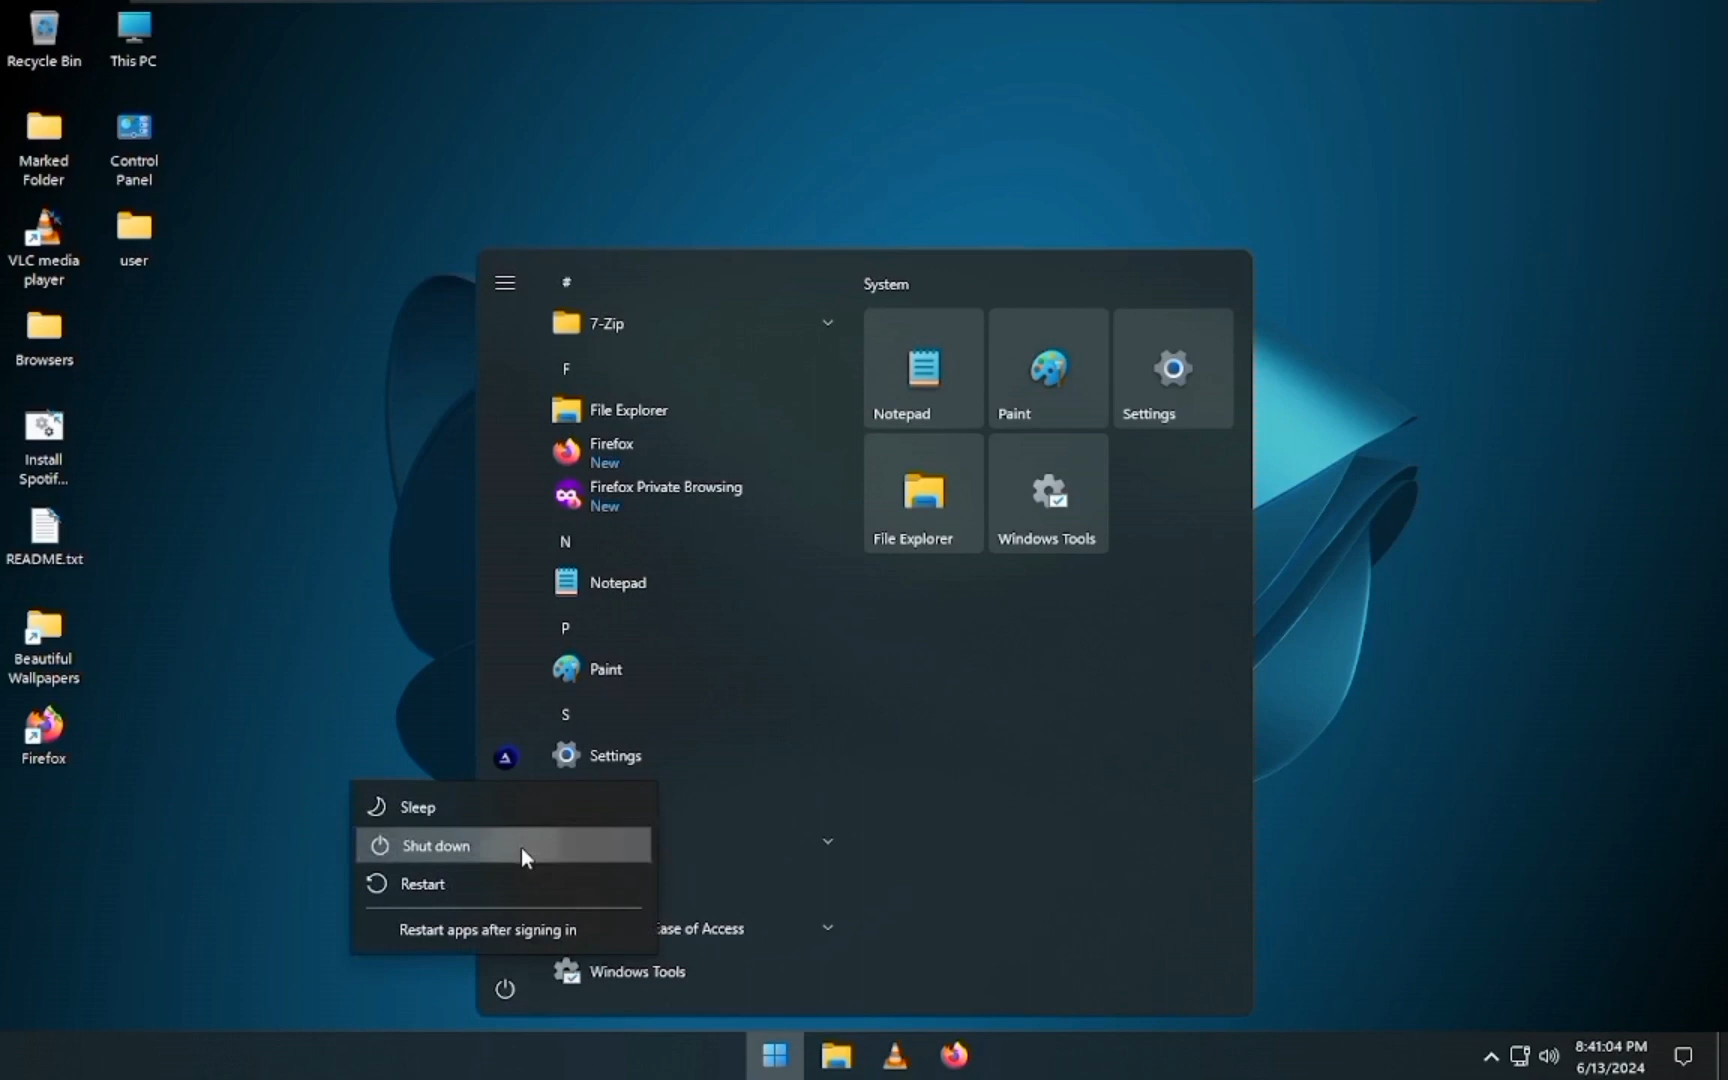 Recycle Bin
This PC
Marked
Folder
Control
Panel
VLC media
player
user
Browsers
Install
Spotif...
README.txt
Beautiful
Wallpapers
Firefox
#
7-Zip
F
File Explorer
Firefox
New
Firefox Private Browsing
New
N
Notepad
P
Paint
S
Settings
Ease of Access
Windows Tools
System
Notepad
Paint
Settings
File Explorer
Windows Tools
Sleep
Shut down
Restart
Restart apps after signing in
8:41:04 PM
6/13/2024